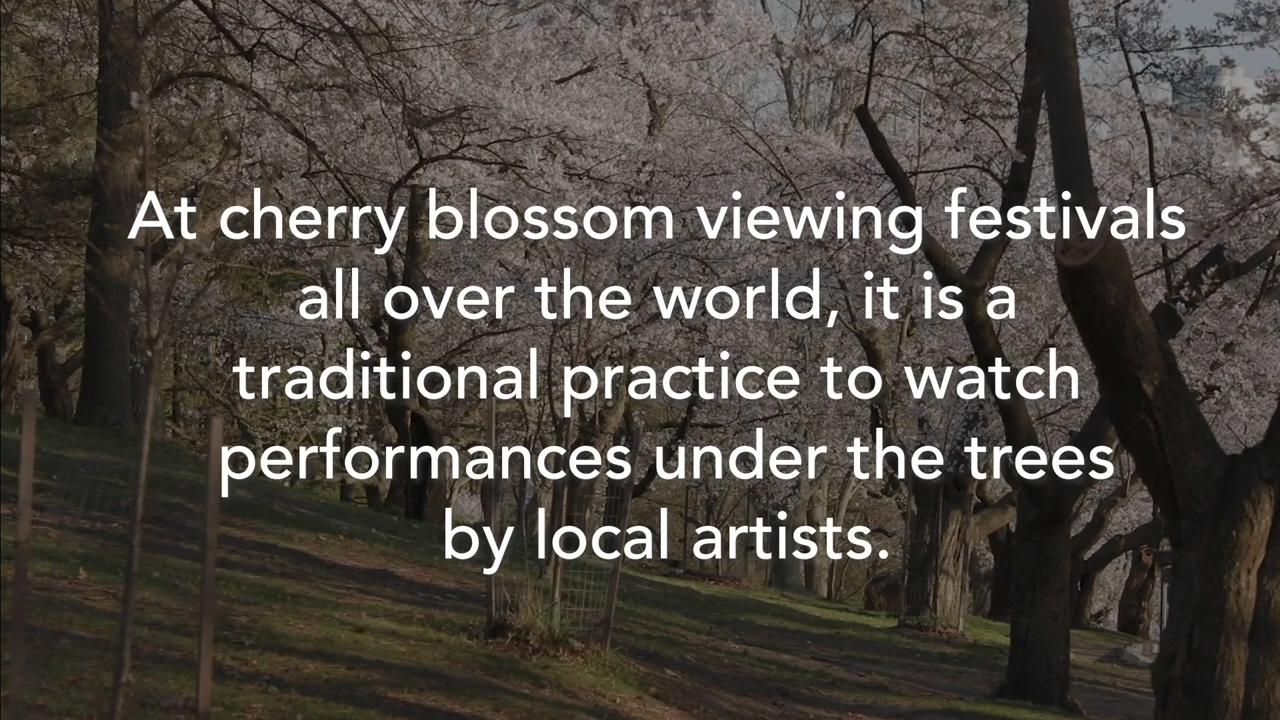 At cherry blossom viewing festivals
all over the world, it is a
traditional practice to watch
performances under the trees
by local artists.